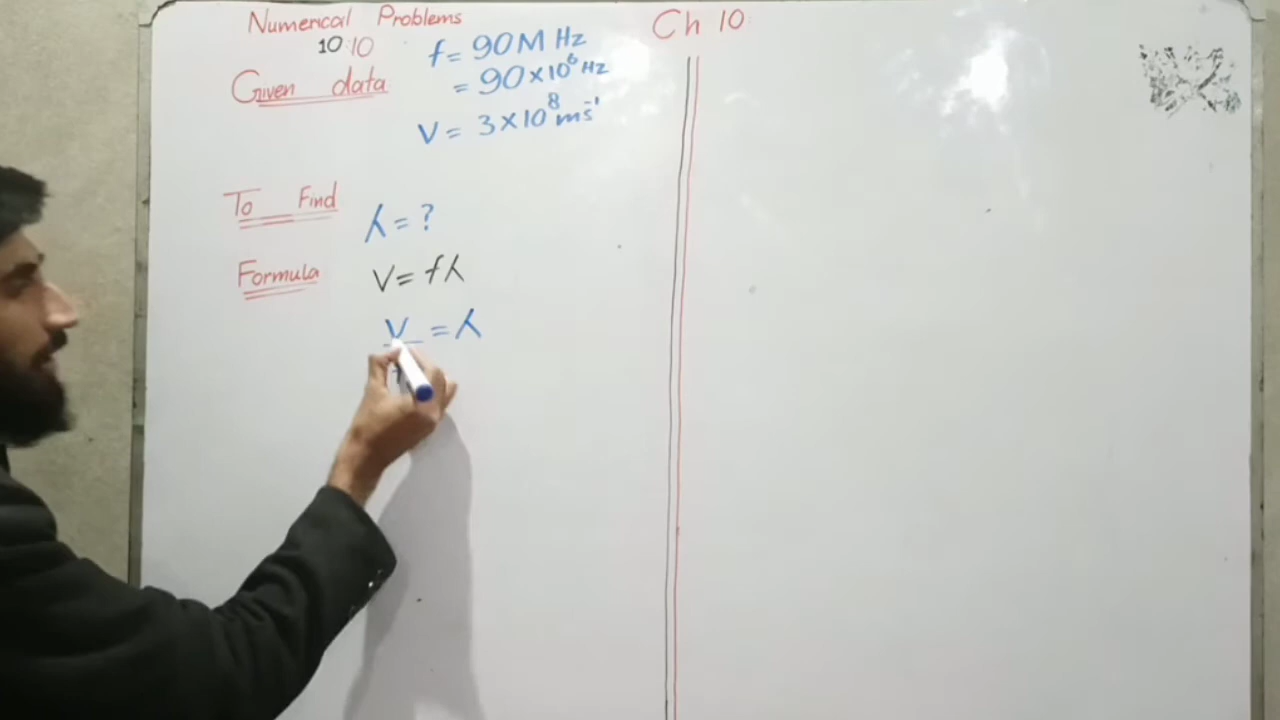 Numerical Problems
10.10
Ch 10
Given data
f = 90 M Hz
= 90×10⁶ Hz
V = 3×10⁸ ms⁻¹
To Find
λ = ?
Formula
V = fλ
V = λ